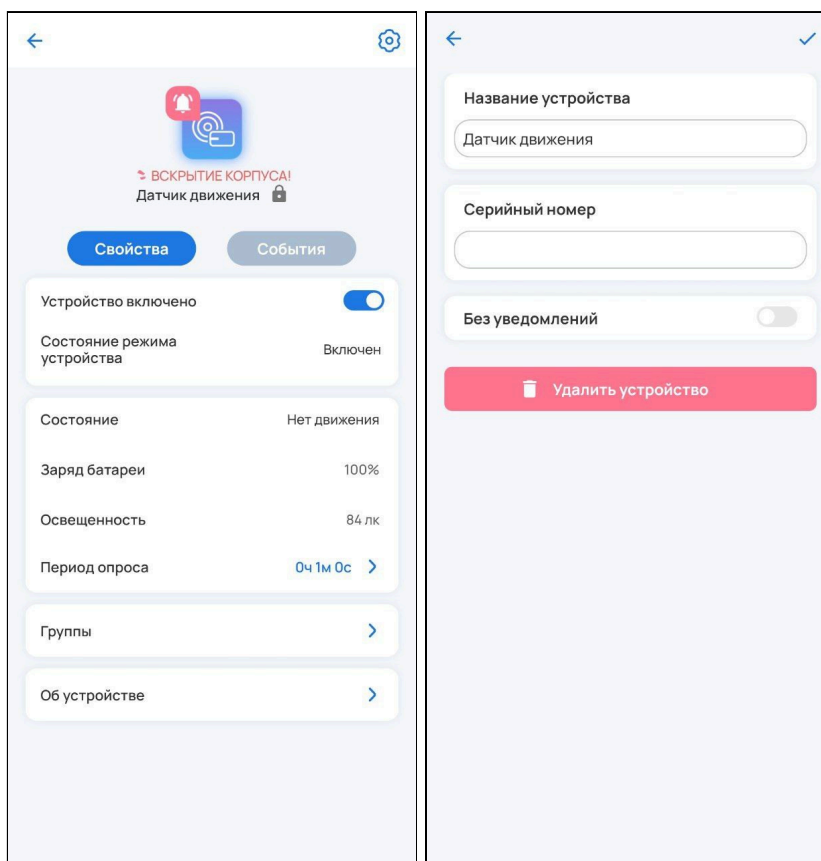 ВСКРЫТИЕ КОРПУСА!
Датчик движения
Свойства
События
Устройство включено
Состояние режима
устройства
Включен
Состояние
Нет движения
Заряд батареи
100%
Освещенность
84 лк
Период опроса
0ч 1м 0с
Группы
Об устройстве
Название устройства
Датчик движения
Серийный номер
Без уведомлений
Удалить устройство